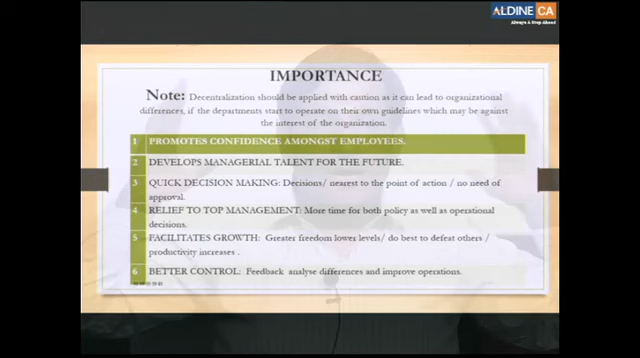 ALDINE CA
Always A Step Ahead
IMPORTANCE
Note: Decentralization should be applied with caution as it can lead to organizational
differences, if the departments start to operate on their own guidelines which may be against
the interest of the organization.
1 PROMOTES CONFIDENCE AMONGST EMPLOYEES.
2 DEVELOPS MANAGERIAL TALENT FOR THE FUTURE.
3 QUICK DECISION MAKING: Decisions/ nearest to the point of action / no need of
approval.
4 RELIEF TO TOP MANAGEMENT: More time for both policy as well as operational
decisions.
5 FACILITATES GROWTH: Greater freedom lower levels/ do best to defeat others /
productivity increases .
6 BETTER CONTROL: Feedback analyse differences and improve operations.